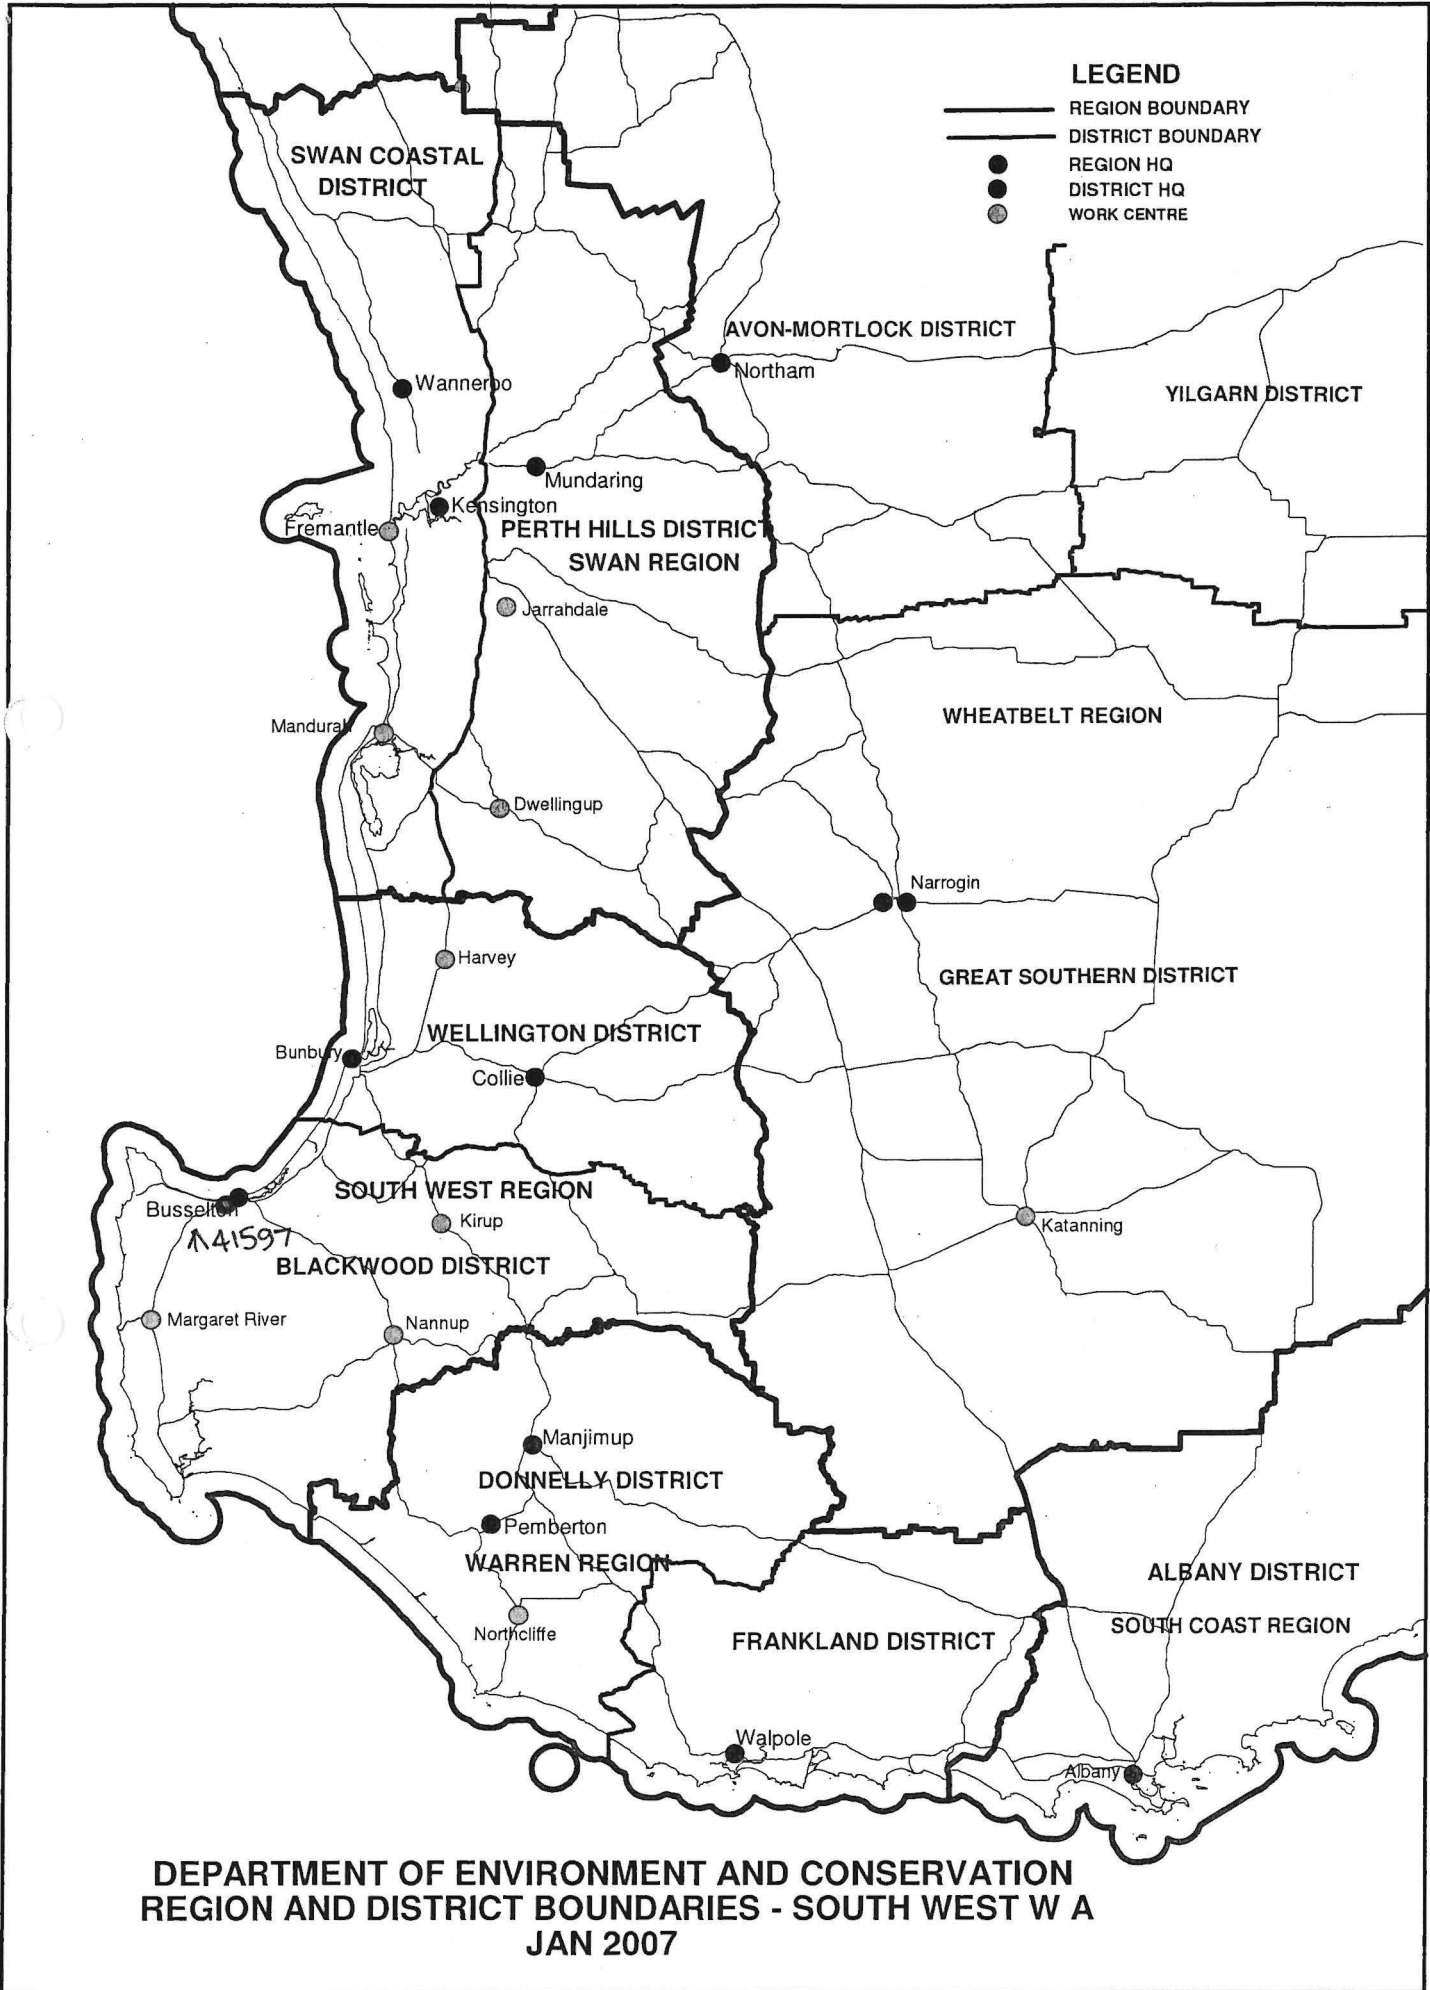 LEGEND
REGION BOUNDARY
DISTRICT BOUNDARY
REGION HQ
DISTRICT HQ
WORK CENTRE
SWAN COASTAL
DISTRICT
AVON-MORTLOCK DISTRICT
Northam
YILGARN DISTRICT
Wanneroo
Mundaring
Kensington
Fremantle
PERTH HILLS DISTRICT
SWAN REGION
Jarrahdale
Mandurah
WHEATBELT REGION
Dwellingup
Narrogin
Harvey
GREAT SOUTHERN DISTRICT
WELLINGTON DISTRICT
Bunbury
Collie
SOUTH WEST REGION
Busselton
Kirup
Katanning
41597
BLACKWOOD DISTRICT
Margaret River
Nannup
Manjimup
DONNELLY DISTRICT
Pemberton
WARREN REGION
ALBANY DISTRICT
Northcliffe
FRANKLAND DISTRICT
SOUTH COAST REGION
Walpole
Albany
DEPARTMENT OF ENVIRONMENT AND CONSERVATION
REGION AND DISTRICT BOUNDARIES - SOUTH WEST W A
JAN 2007